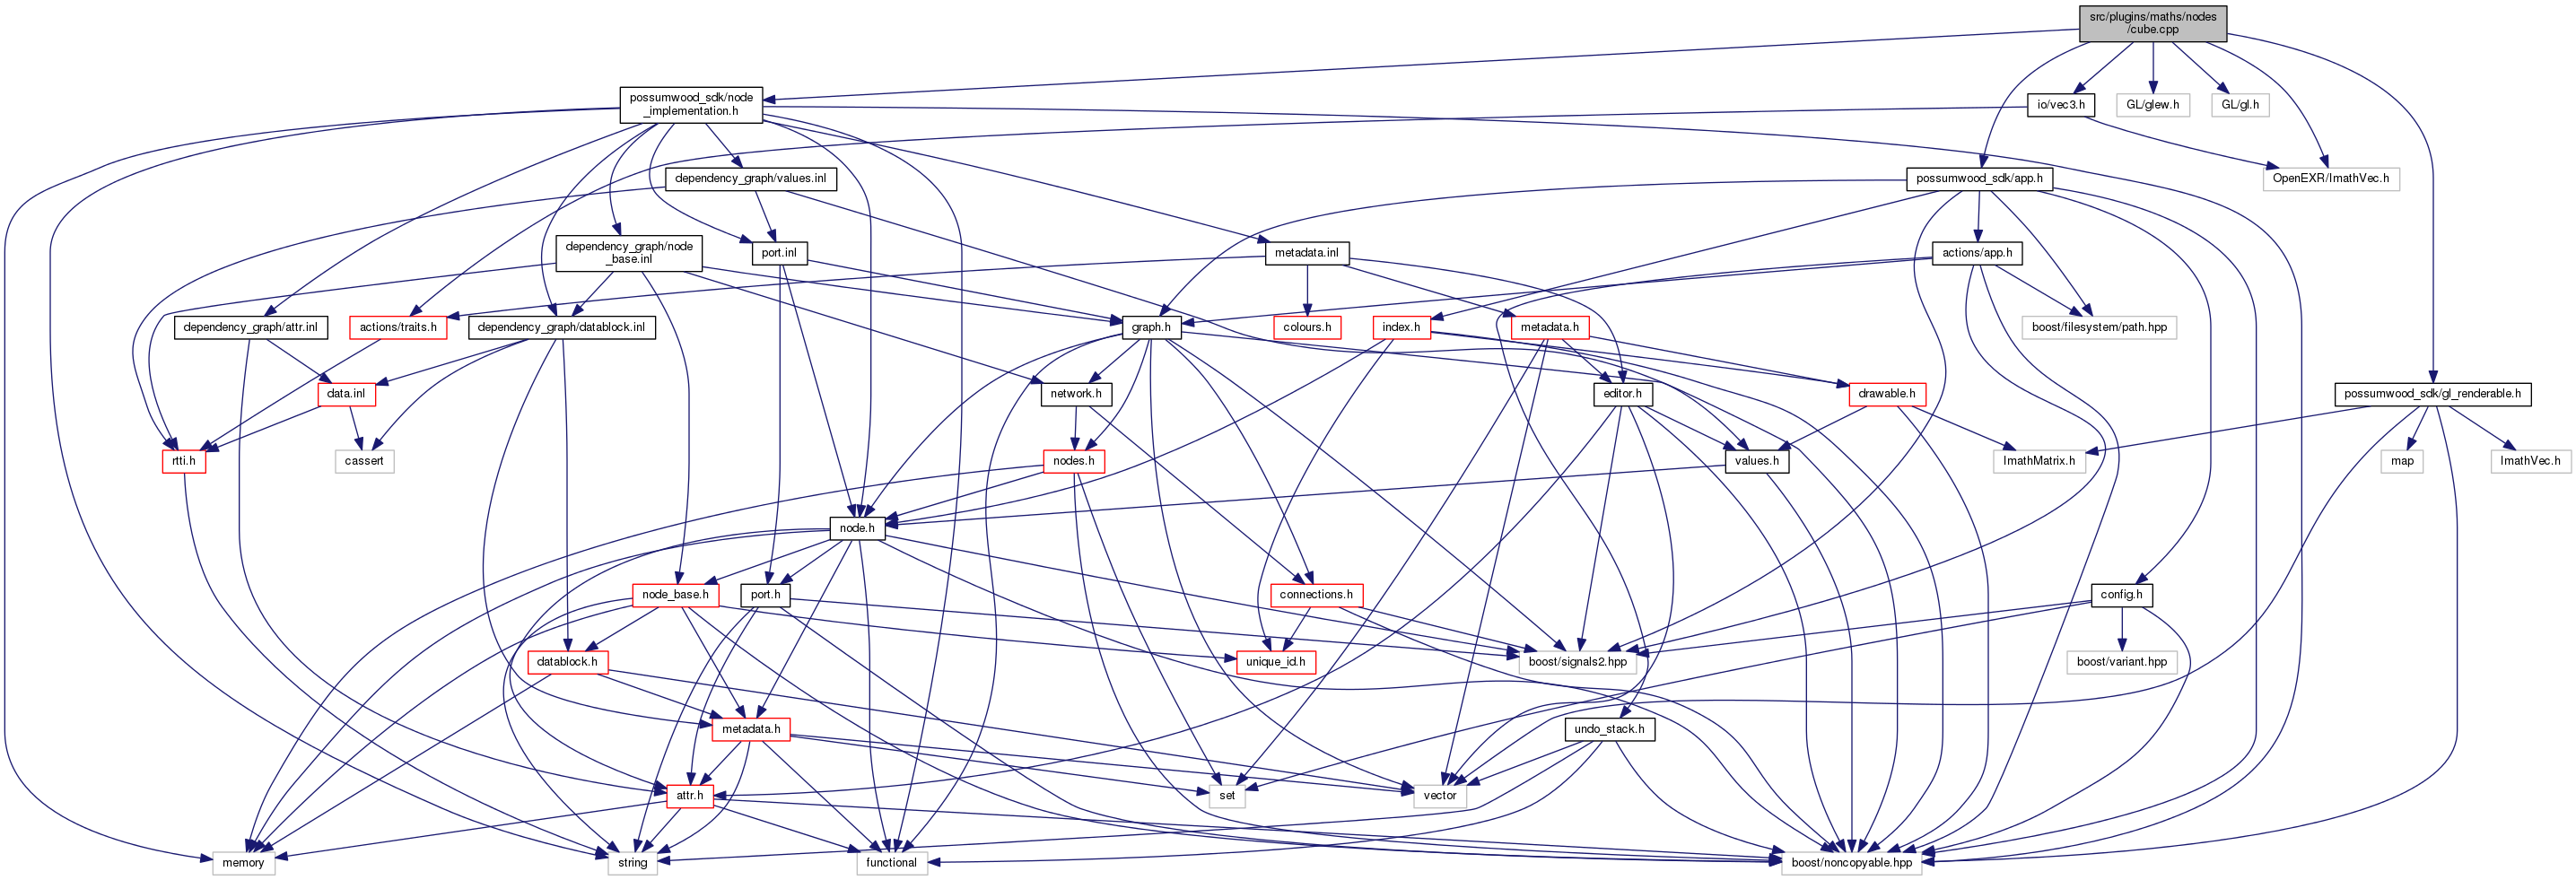 src/plugins/maths/nodes
/cube.cpp
possumwood_sdk/node
_implementation.h
io/vec3.h
GL/glew.h
GL/gl.h
dependency_graph/values.inl
possumwood_sdk/app.h
OpenEXR/ImathVec.h
dependency_graph/node
_base.inl
port.inl
metadata.inl
actions/app.h
dependency_graph/attr.inl
actions/traits.h
dependency_graph/datablock.inl
graph.h
colours.h
index.h
metadata.h
boost/filesystem/path.hpp
data.inl
network.h
editor.h
drawable.h
possumwood_sdk/gl_renderable.h
rtti.h
cassert
nodes.h
values.h
ImathMatrix.h
map
ImathVec.h
node.h
node_base.h
port.h
connections.h
config.h
datablock.h
unique_id.h
boost/signals2.hpp
boost/variant.hpp
metadata.h
undo_stack.h
attr.h
set
vector
memory
string
functional
boost/noncopyable.hpp